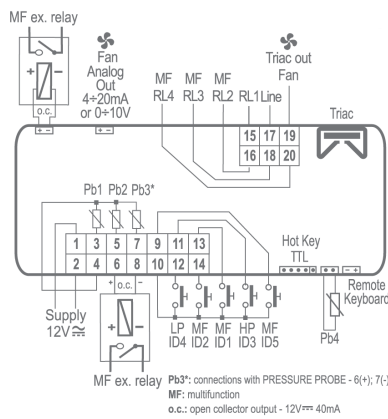 MF ex. relay
o.c.
+ -
+ -
Fan
Analog
Out
4÷20mA
or 0÷10V
+ -
MF
RL4
MF
RL3
MF
RL2
RL1
Line
Triac out
Fan
Triac
15 17 19
16 18 20
Pb1 Pb2 Pb3*
1 3 5 7 9 11 13
2 4 6 8 10 12 14
Hot Key
TTL
- +
Remote
Keyboard
Pb4
Supply
12V≂
+ o.c. -
+ -
MF ex. relay
LP
ID4
MF
ID2
MF
ID1
HP
ID3
MF
ID5
Pb3*: connections with PRESSURE PROBE - 6(+); 7(-)
MF: multifunction
o.c.: open collector output - 12V⎓ 40mA